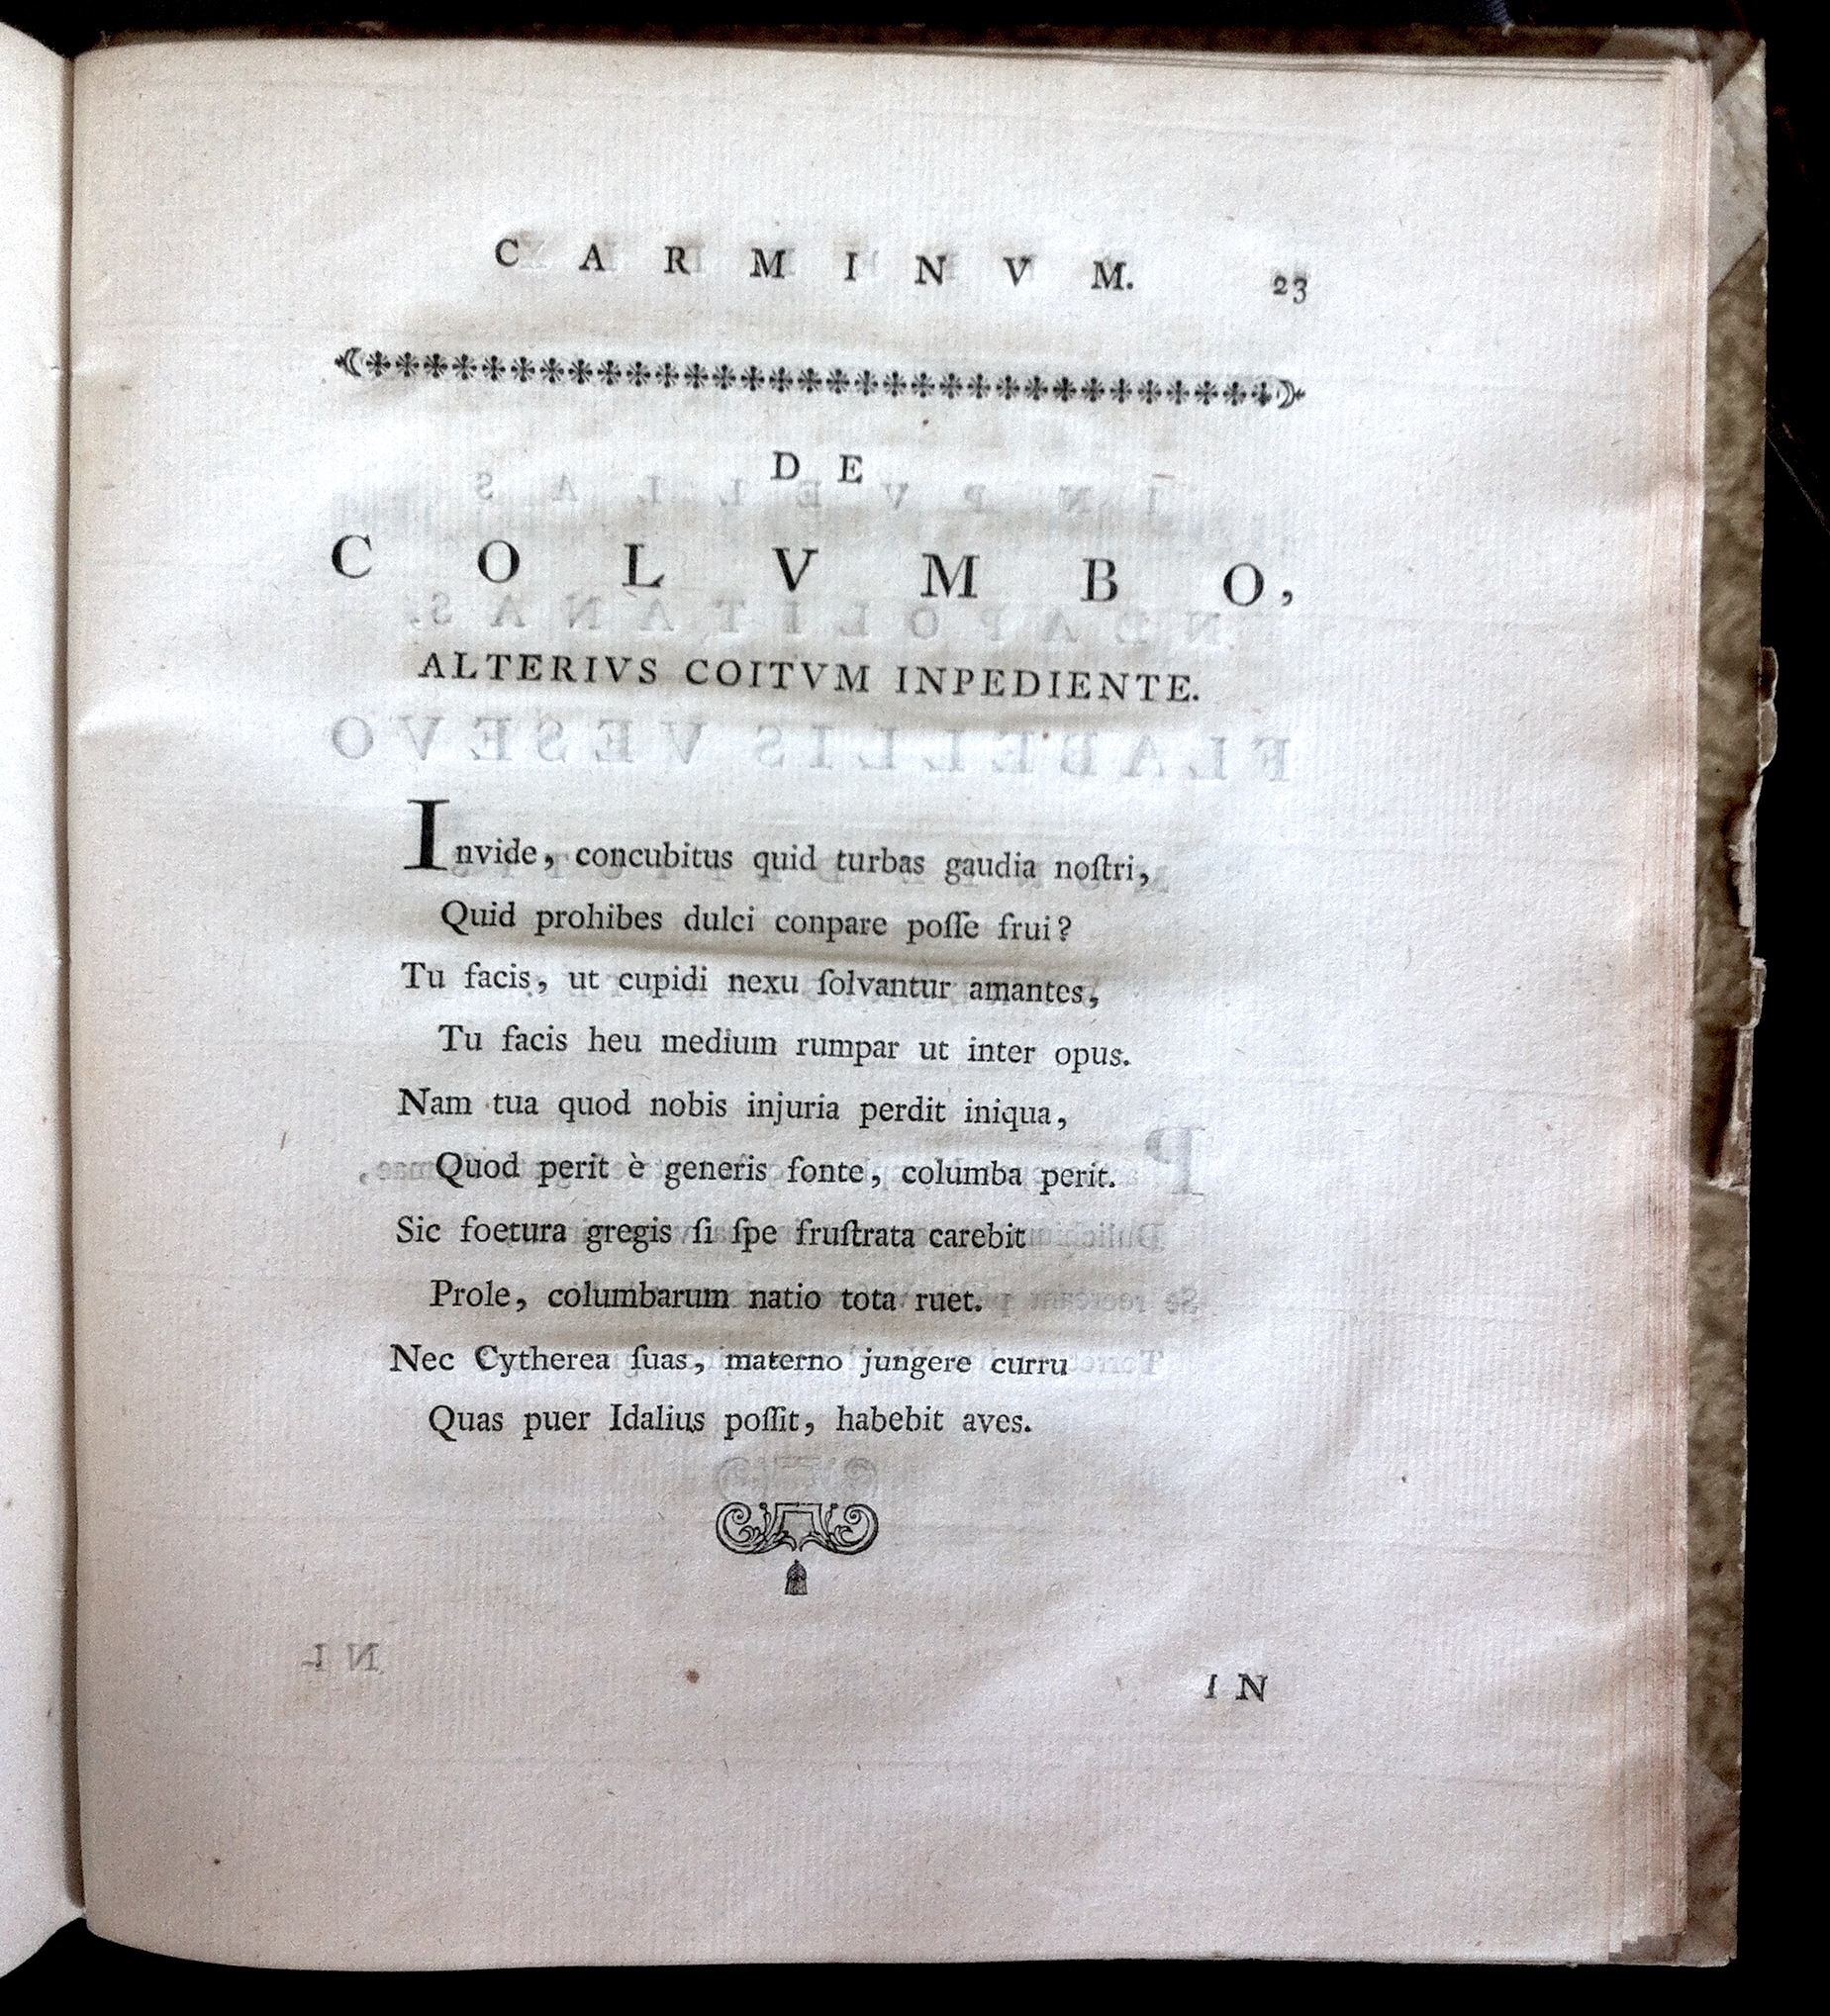 CARMINVM. 23
DE
COLVMBO,
ALTERIVS COITVM INPEDIENTE.
Invide, concubitus quid turbas gaudia noſtri,
Quid prohibes dulci conpare poſſe frui?
Tu facis, ut cupidi nexu ſolvantur amantes,
Tu facis heu medium rumpar ut inter opus.
Nam tua quod nobis injuria perdit iniqua,
Quod perit è generis fonte, columba perit.
Sic foetura gregis ſi ſpe fruſtrata carebit
Prole, columbarum natio tota ruet.
Nec Cytherea ſuas, materno jungere curru
Quas puer Idalius poſſit, habebit aves.
IN